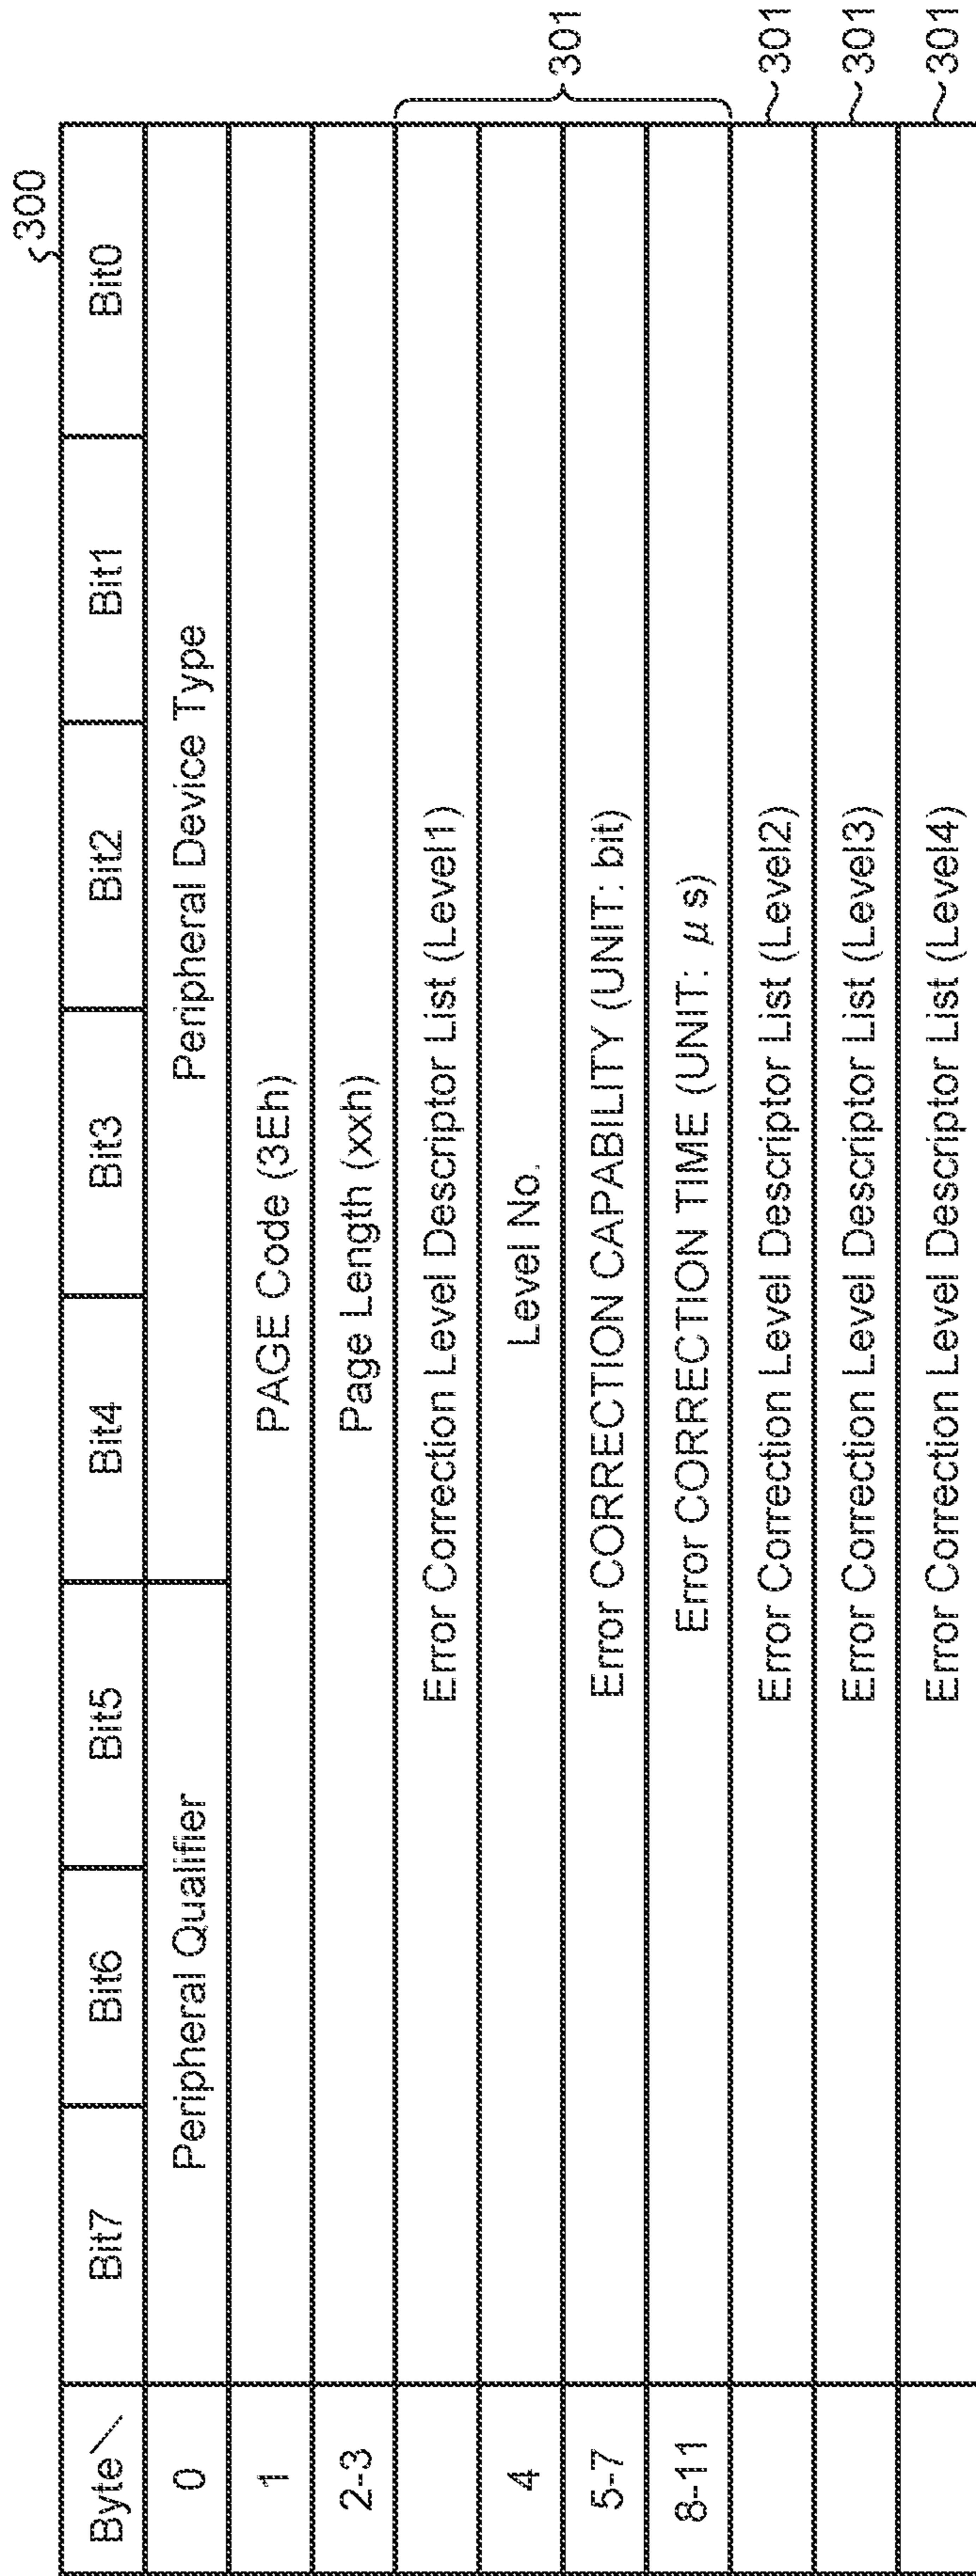 300
Byte Bit7 Bit6 Bit5 Bit4 Bit3 Bit2 Bit1 Bit0
0 Peripheral Qualifier Peripheral Device Type
1 PAGE Code (3Eh)
2-3 Page Length (xxh)
Error Correction Level Descriptor List (Level1)
4 Level No.
5-7 Error CORRECTION CAPABILITY (UNIT: bit)
301
8-11 Error CORRECTION TIME (UNIT: μs)
Error Correction Level Descriptor List (Level2) 301
Error Correction Level Descriptor List (Level3) 301
Error Correction Level Descriptor List (Level4) 301